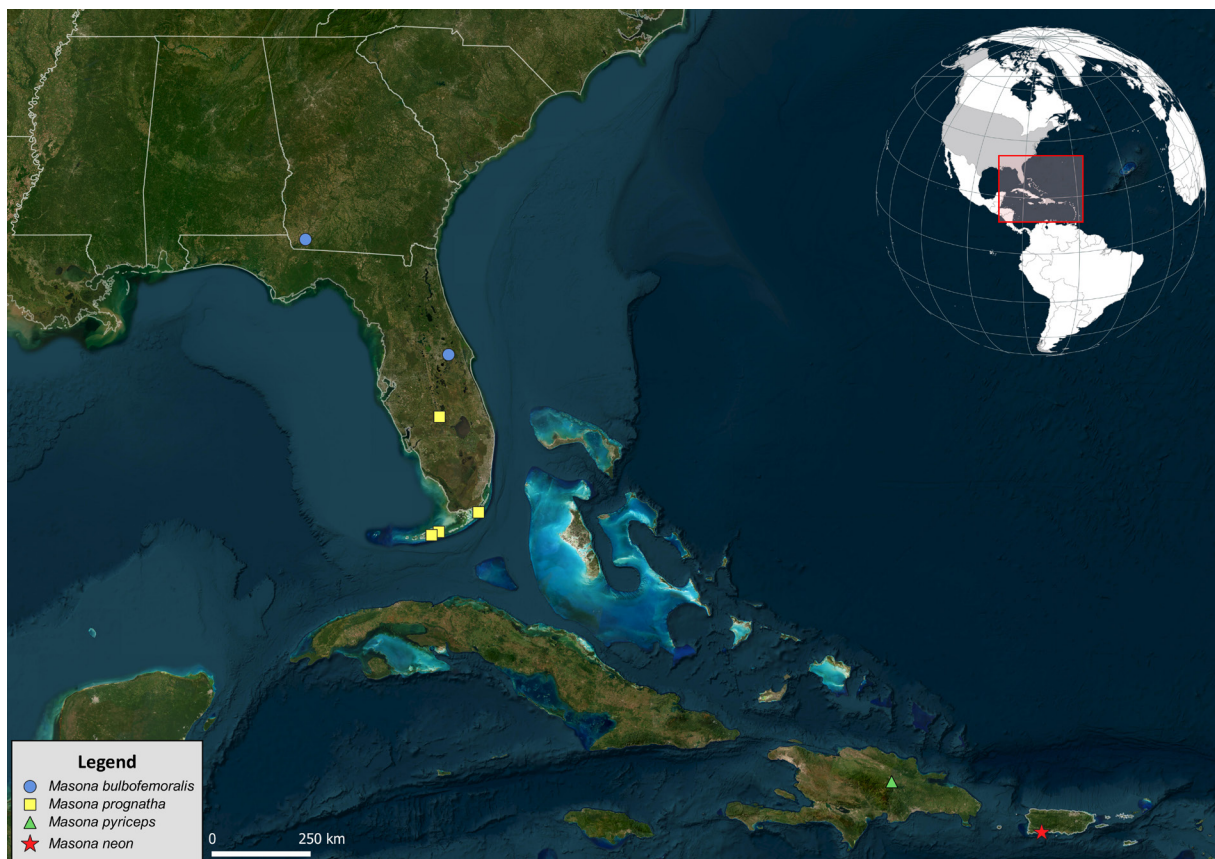 Legend
Masona bulbofemoralis
Masona prognatha
Masona pyriceps
Masona neon
0 250 km